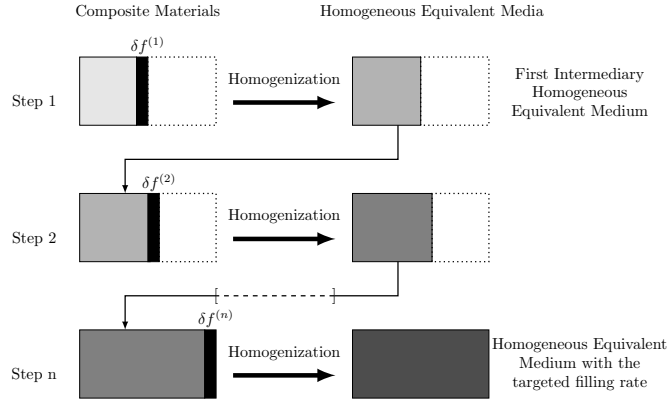 Composite Materials
Homogeneous Equivalent Media
δf⁽¹⁾
Step 1
Homogenization
First Intermediary
Homogeneous
Equivalent Medium
δf⁽²⁾
Step 2
Homogenization
δf⁽ⁿ⁾
Step n
Homogenization
Homogeneous Equivalent
Medium with the
targeted filling rate